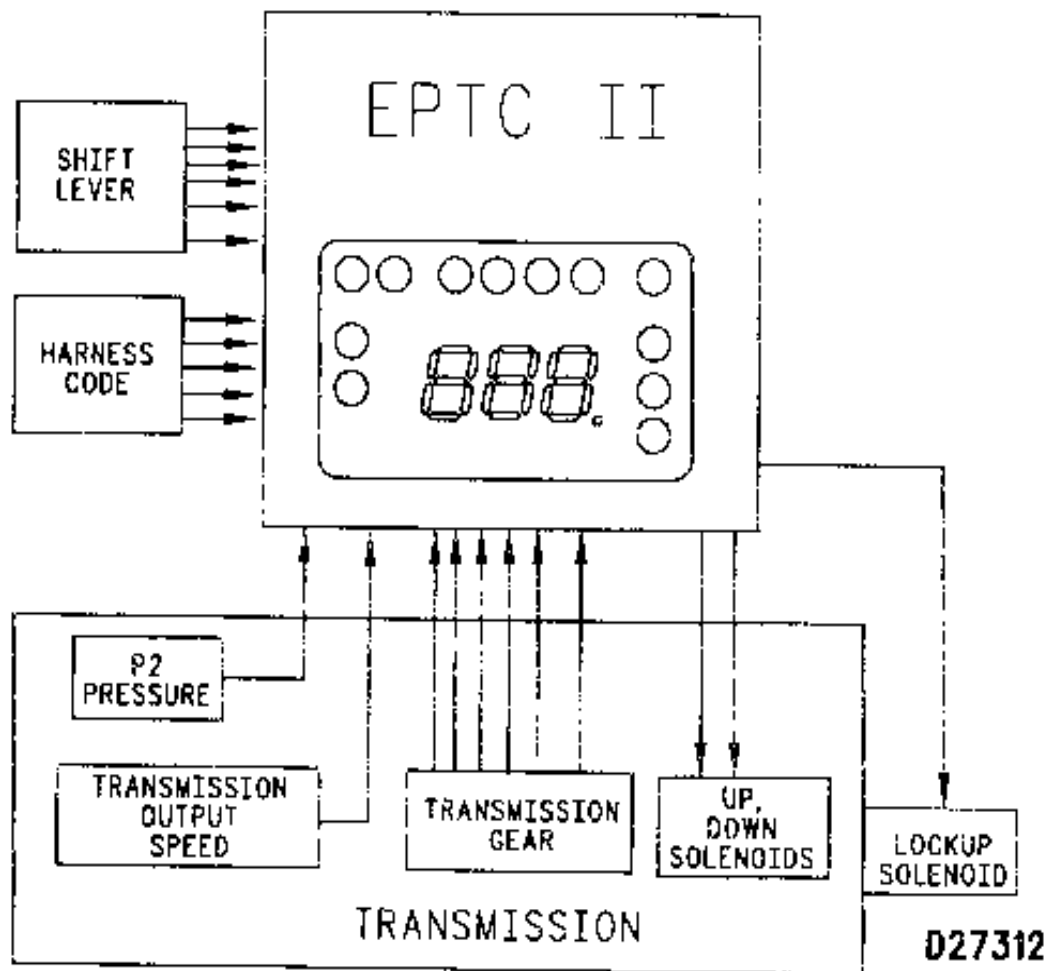 EPTC II
SHIFT
LEVER
HARNESS
CODE
888.
P2
PRESSURE
TRANSMISSION
OUTPUT
SPEED
TRANSMISSION
GEAR
UP,
DOWN
SOLENOIDS
LOCKUP
SOLENOID
TRANSMISSION
D27312